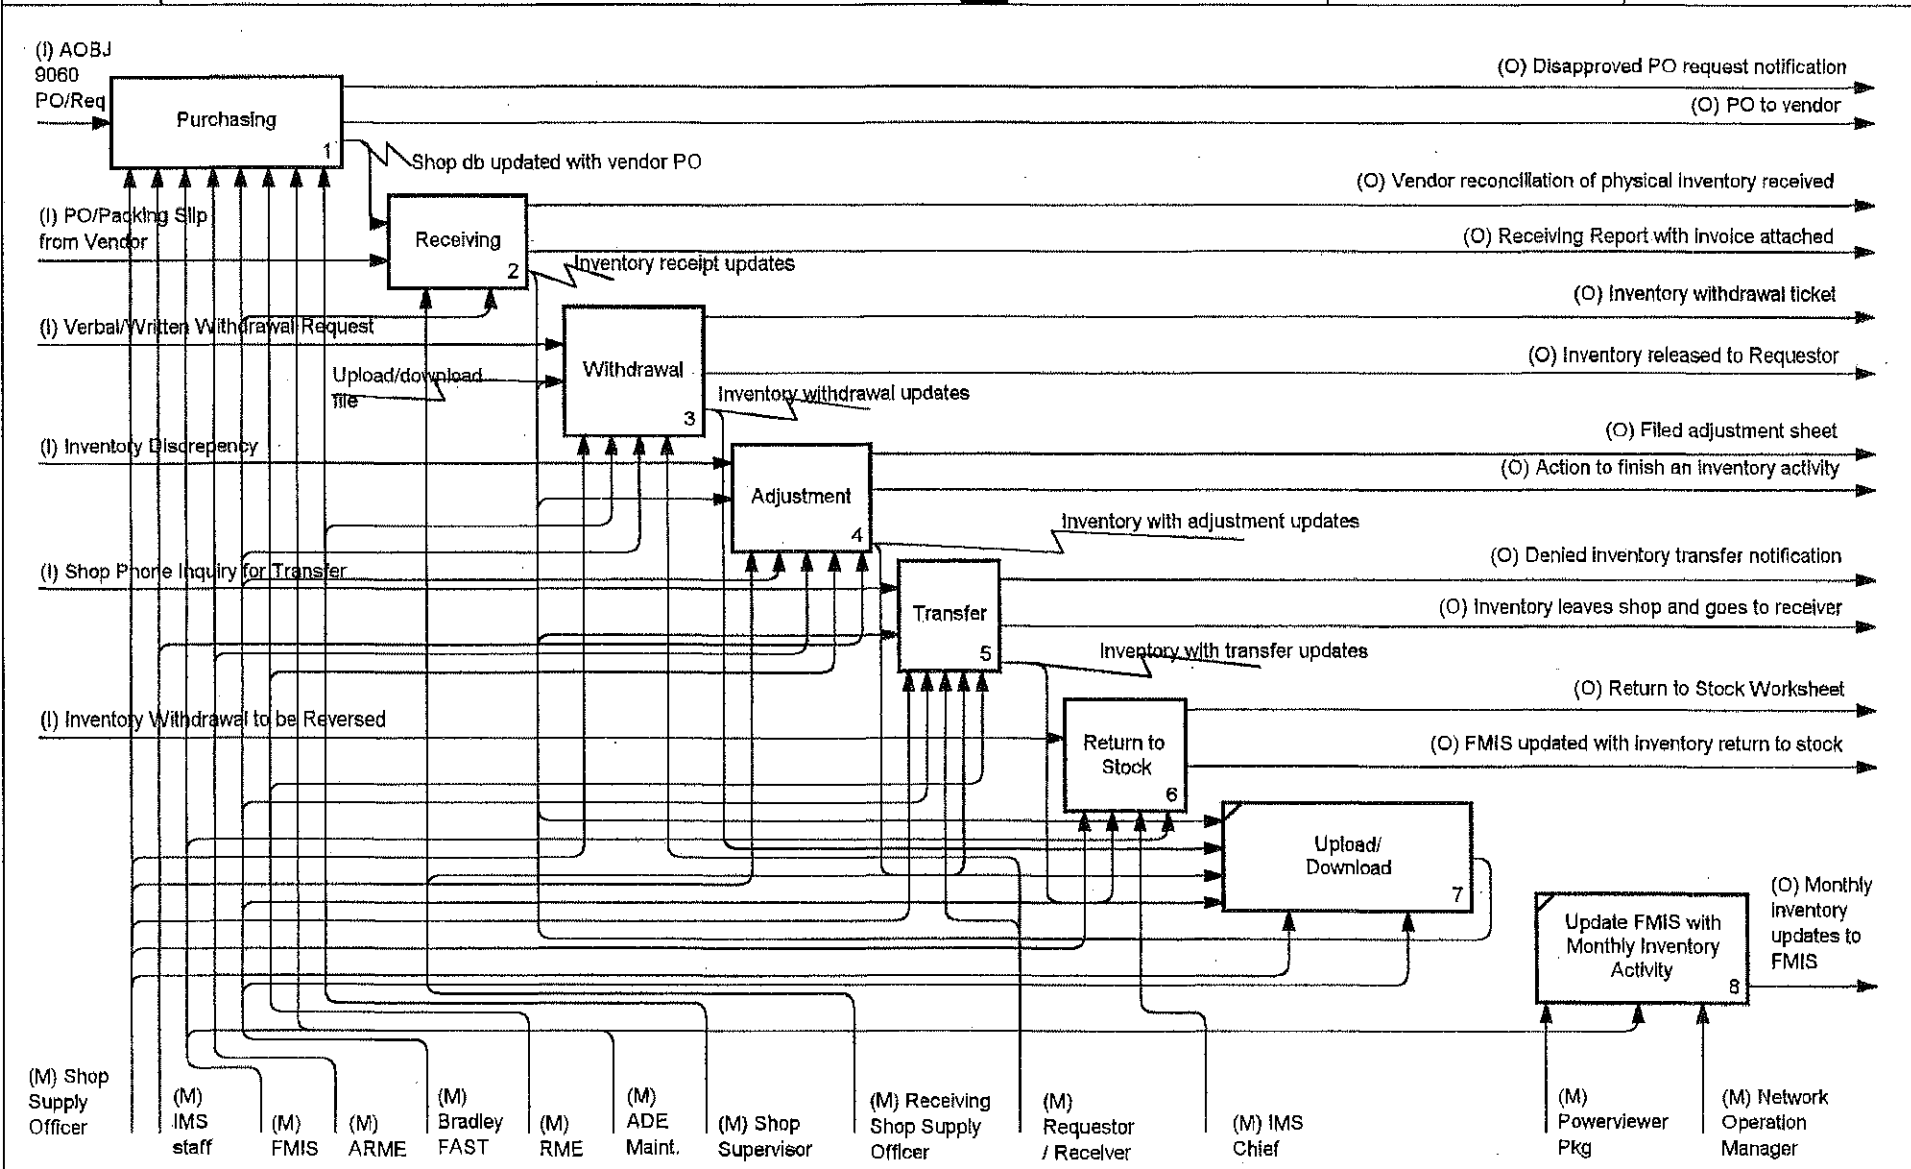 (I) AOBJ
9060
PO/Req
Purchasing
1
(O) Disapproved PO request notification
(O) PO to vendor
Shop db updated with vendor PO
(I) PO/Packing Slip
from Vendor
Receiving
2
(O) Vendor reconciliation of physical inventory received
(O) Receiving Report with invoice attached
Inventory receipt updates
(I) Verbal/Written Withdrawal Request
Upload/download
file
Withdrawal
3
(O) Inventory withdrawal ticket
(O) Inventory released to Requestor
Inventory withdrawal updates
(I) Inventory Discrepency
Adjustment
4
(O) Filed adjustment sheet
(O) Action to finish an inventory activity
Inventory with adjustment updates
(I) Shop Phone Inquiry for Transfer
Transfer
5
(O) Denied inventory transfer notification
(O) Inventory leaves shop and goes to receiver
Inventory with transfer updates
(I) Inventory Withdrawal to be Reversed
Return to
Stock
6
(O) Return to Stock Worksheet
(O) FMIS updated with inventory return to stock
Upload/
Download
7
Update FMIS with
Monthly Inventory
Activity
8
(O) Monthly
inventory
updates to
FMIS
(M) Shop
Supply
Officer
(M)
IMS
staff
(M)
FMIS
(M)
ARME
(M)
Bradley
FAST
(M)
RME
(M)
ADE
Maint.
(M) Shop
Supervisor
(M) Receiving
Shop Supply
Officer
(M)
Requestor
/ Receiver
(M) IMS
Chief
(M)
Powerviewer
Pkg
(M) Network
Operation
Manager